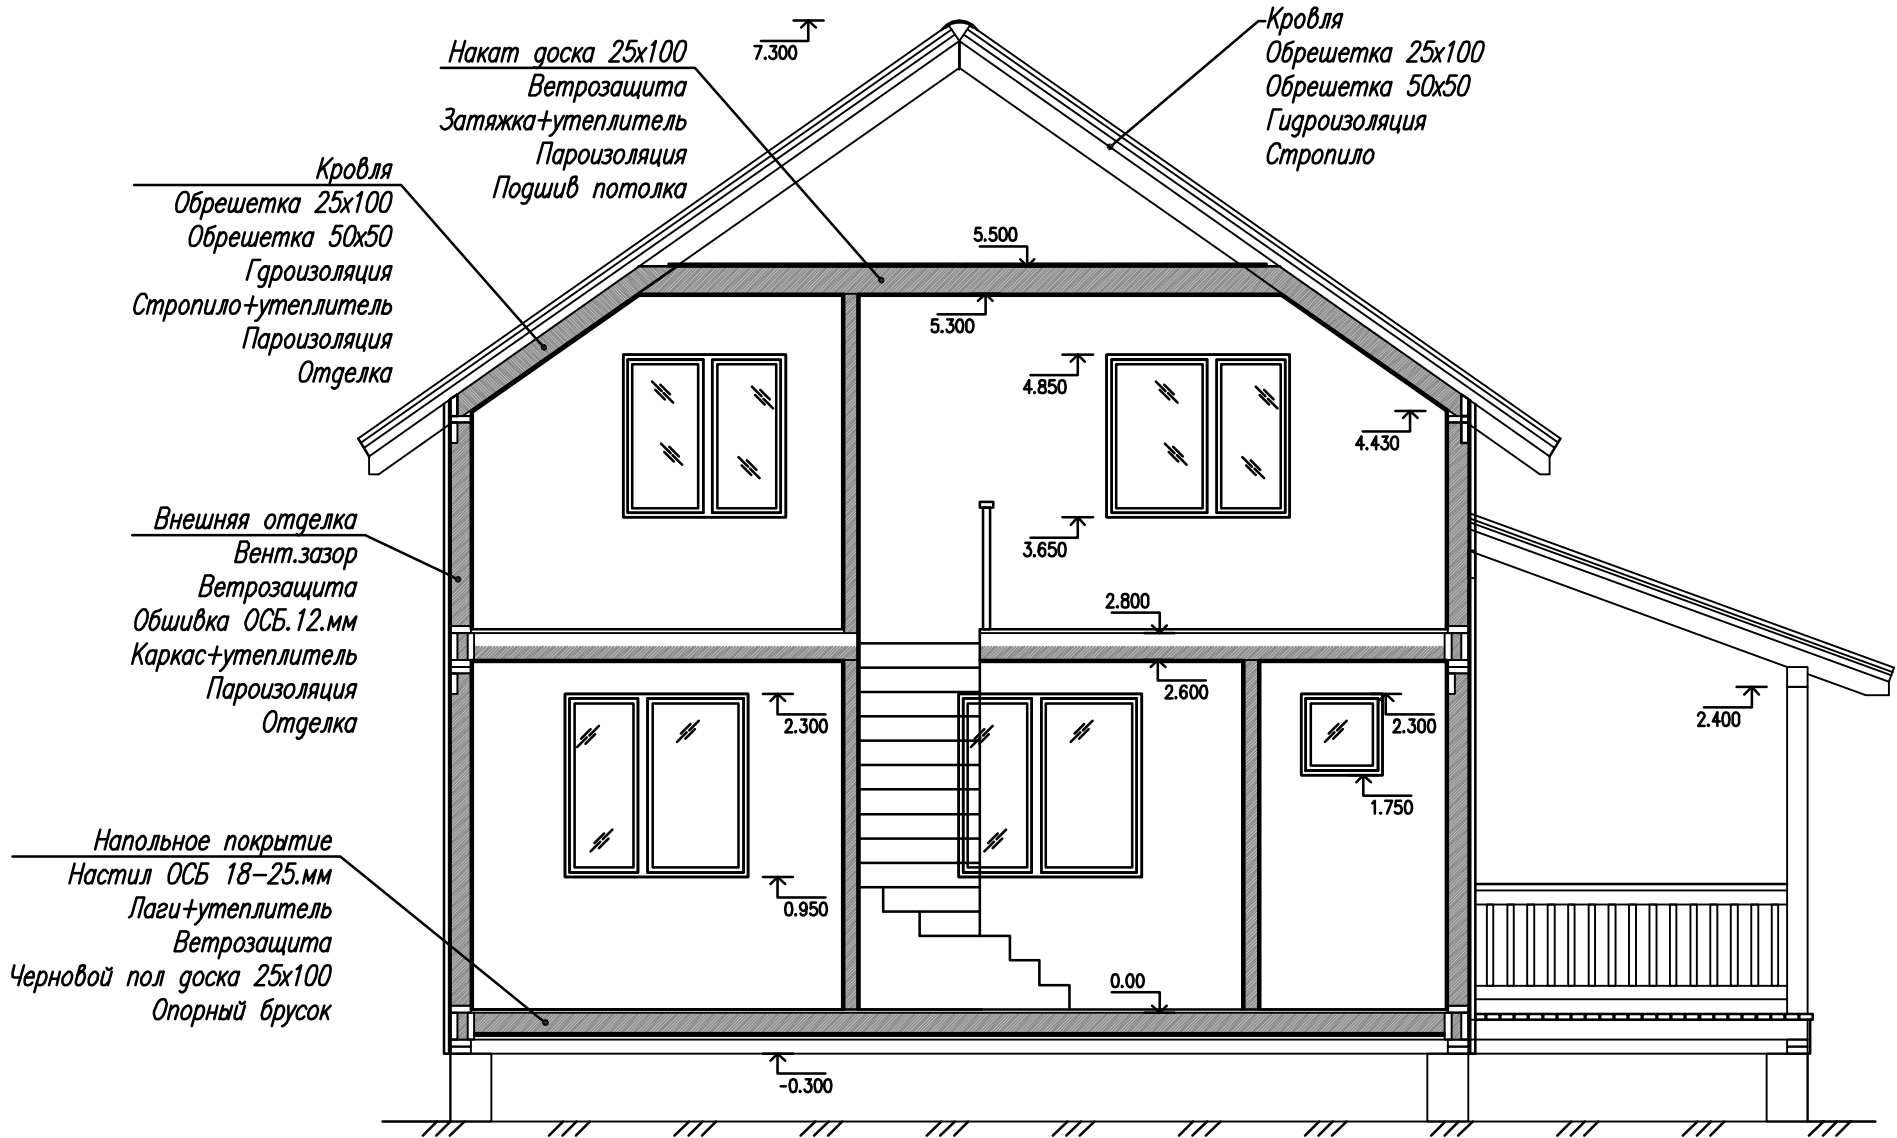 7.300
Накат доска 25х100
Ветрозащита
Затяжка+утеплитель
Пароизоляция
Подшив потолка
Кровля
Обрешетка 25х100
Обрешетка 50х50
Гидроизоляция
Стропило
Кровля
Обрешетка 25х100
Обрешетка 50х50
Гдроизоляция
Стропило+утеплитель
Пароизоляция
Отделка
5.500
5.300
4.850
4.430
3.650
Внешняя отделка
Вент.зазор
Ветрозащита
Обшивка ОСБ.12.мм
Каркас+утеплитель
Пароизоляция
Отделка
2.800
2.600
2.300
2.300
2.400
1.750
0.950
Напольное покрытие
Настил ОСБ 18-25.мм
Лаги+утеплитель
Ветрозащита
Черновой пол доска 25х100
Опорный брусок
0.00
-0.300